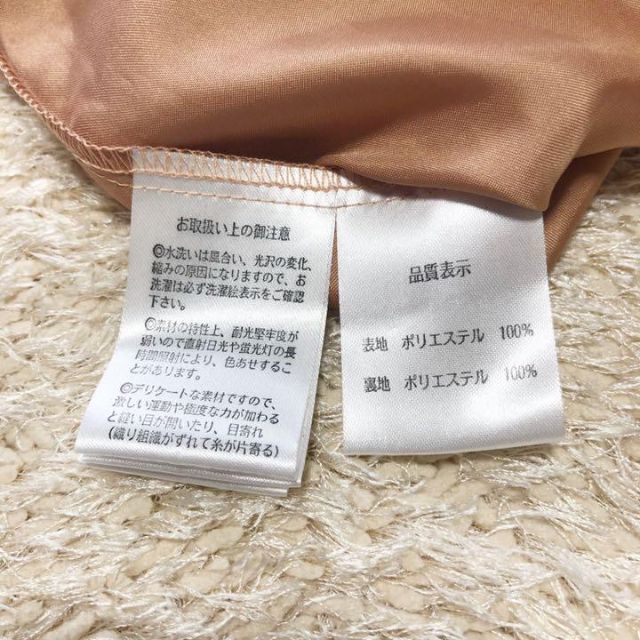 お取扱い上の御注意
◎水洗いは風合い、光沢の変化、
縮みの原因になりますので、お
洗濯は必ず洗濯絵表示をご確認
下さい。
◎素材の特性上、耐光堅牢度が
弱いので直射日光や蛍光灯の長
時間照射により、色あせすること
があります。
◎デリケートな素材ですので、
激しい運動や極度な力が加わる
と縫い目が開いたり、目寄れ
(織り組織がずれて糸が片寄る)
品質表示
表地 ポリエステル 100%
裏地 ポリエステル 100%